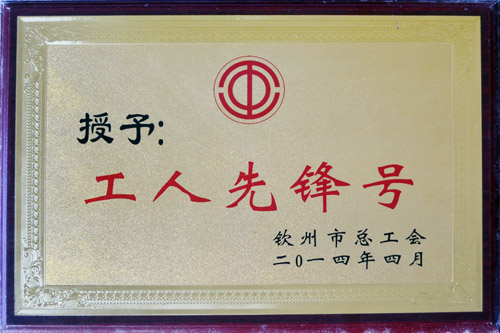 授予:
工人先锋号
钦州市总工会
二0一四年四月